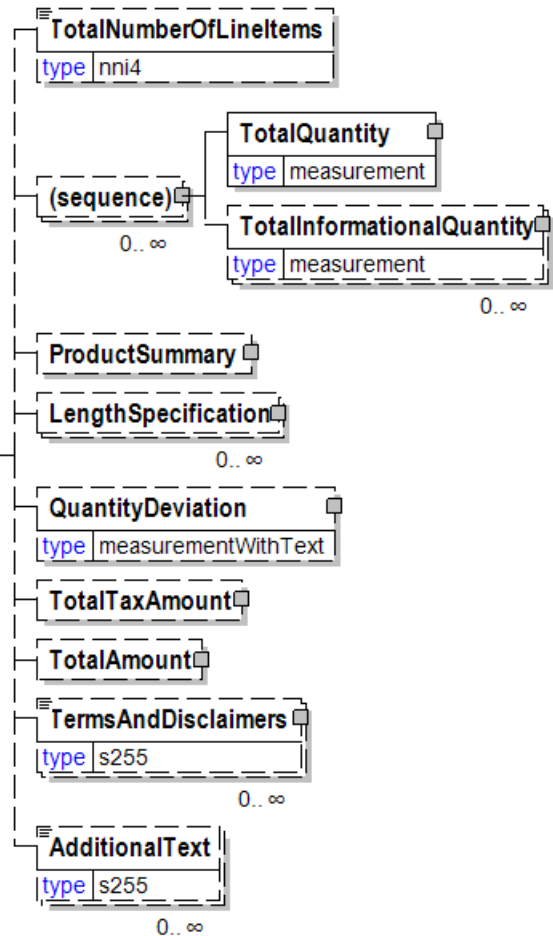 TotalNumberOfLineItems
type nni4
TotalQuantity
type measurement
(sequence)
0.. ∞
TotalInformationalQuantity
type measurement
0.. ∞
ProductSummary
LengthSpecification
0.. ∞
QuantityDeviation
type measurementWithText
TotalTaxAmount
TotalAmount
TermsAndDisclaimers
type s255
0.. ∞
AdditionalText
type s255
0.. ∞